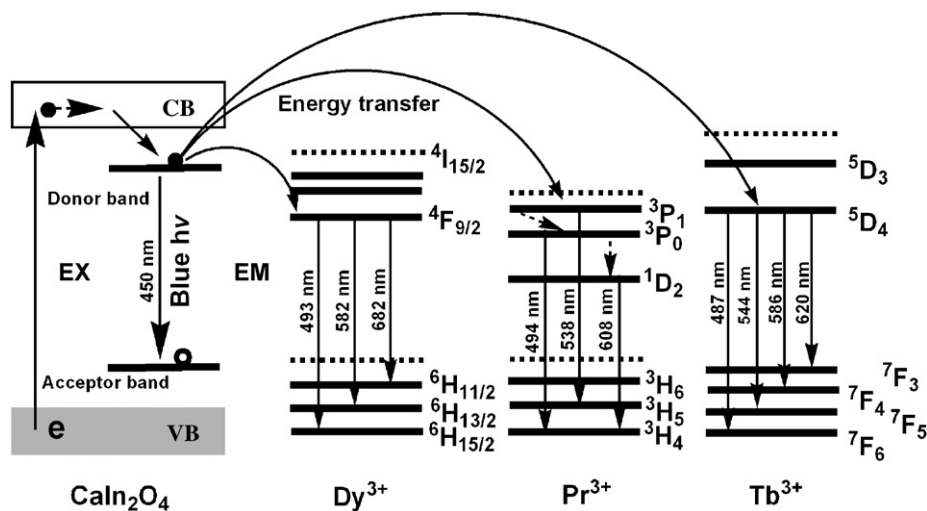 CB
Energy transfer
⁴I₁₅/₂
⁵D₃
Donor band
⁴F₉/₂
³P₁
³P₀
⁵D₄
EX
450 nm
Blue hν
EM
493 nm
582 nm
682 nm
494 nm
538 nm
608 nm
¹D₂
487 nm
544 nm
586 nm
620 nm
Acceptor band
⁶H₁₁/₂
⁶H₁₃/₂
⁶H₁₅/₂
³H₆
³H₅
³H₄
⁷F₃
⁷F₄
⁷F₅
⁷F₆
e
VB
CaIn₂O₄
Dy³⁺
Pr³⁺
Tb³⁺